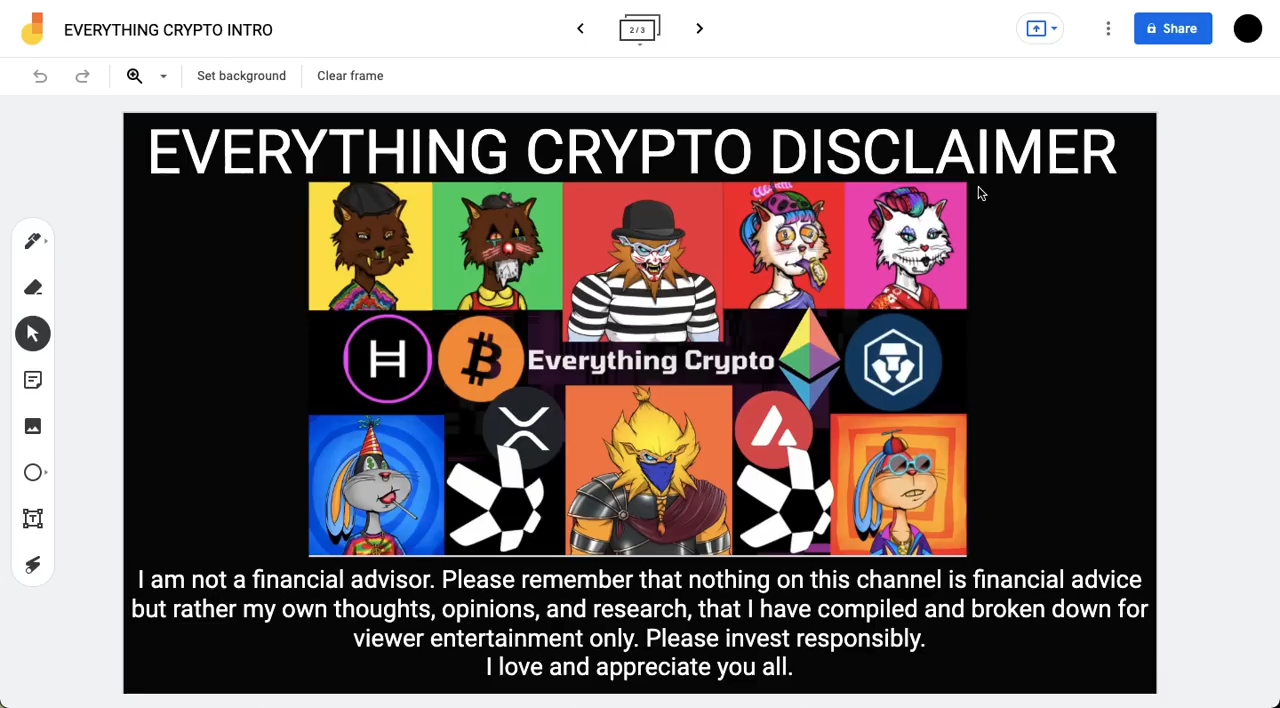 EVERYTHING CRYPTO INTRO
2 / 3
Share
Set background
Clear frame
EVERYTHING CRYPTO DISCLAIMER
Everything Crypto
I am not a financial advisor. Please remember that nothing on this channel is financial advice
but rather my own thoughts, opinions, and research, that I have compiled and broken down for
viewer entertainment only. Please invest responsibly.
I love and appreciate you all.